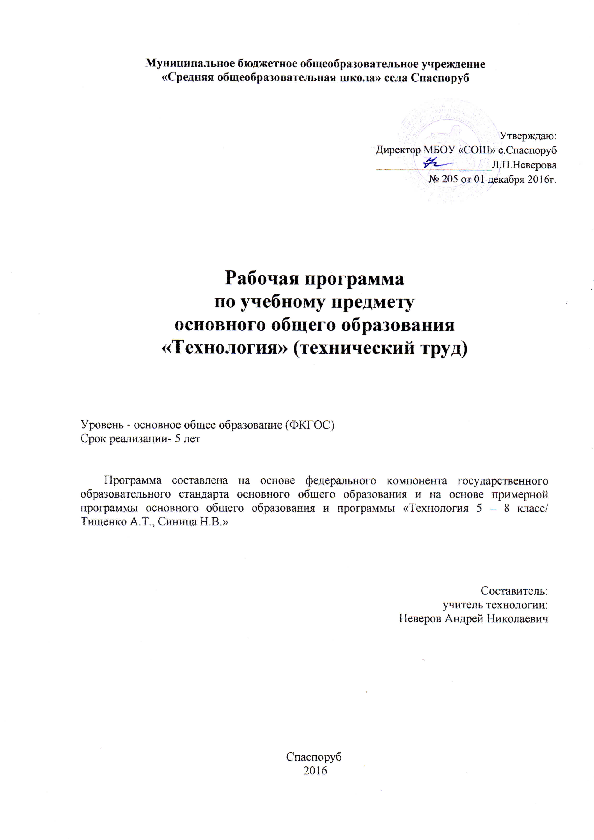 Муниципальное бюджетное общеобразовательное учреждение
«Средняя общеобразовательная школа» села Спаспоруб
Утверждаю:
Директор МБОУ «СОШ» с.Спаспоруб
Л.П.Неверова
№ 205 от 01 декабря 2016г.
Рабочая программа
по учебному предмету
основного общего образования
«Технология» (технический труд)
Уровень - основное общее образование (ФКГОС)
Срок реализации- 5 лет
Программа составлена на основе федерального компонента государственного
образовательного стандарта основного общего образования и на основе примерной
программы основного общего образования и программы «Технология 5 – 8 класс/
Тищенко А.Т., Синица Н.В.»
Составитель:
учитель технологии:
Неверов Андрей Николаевич
Спаспоруб
2016